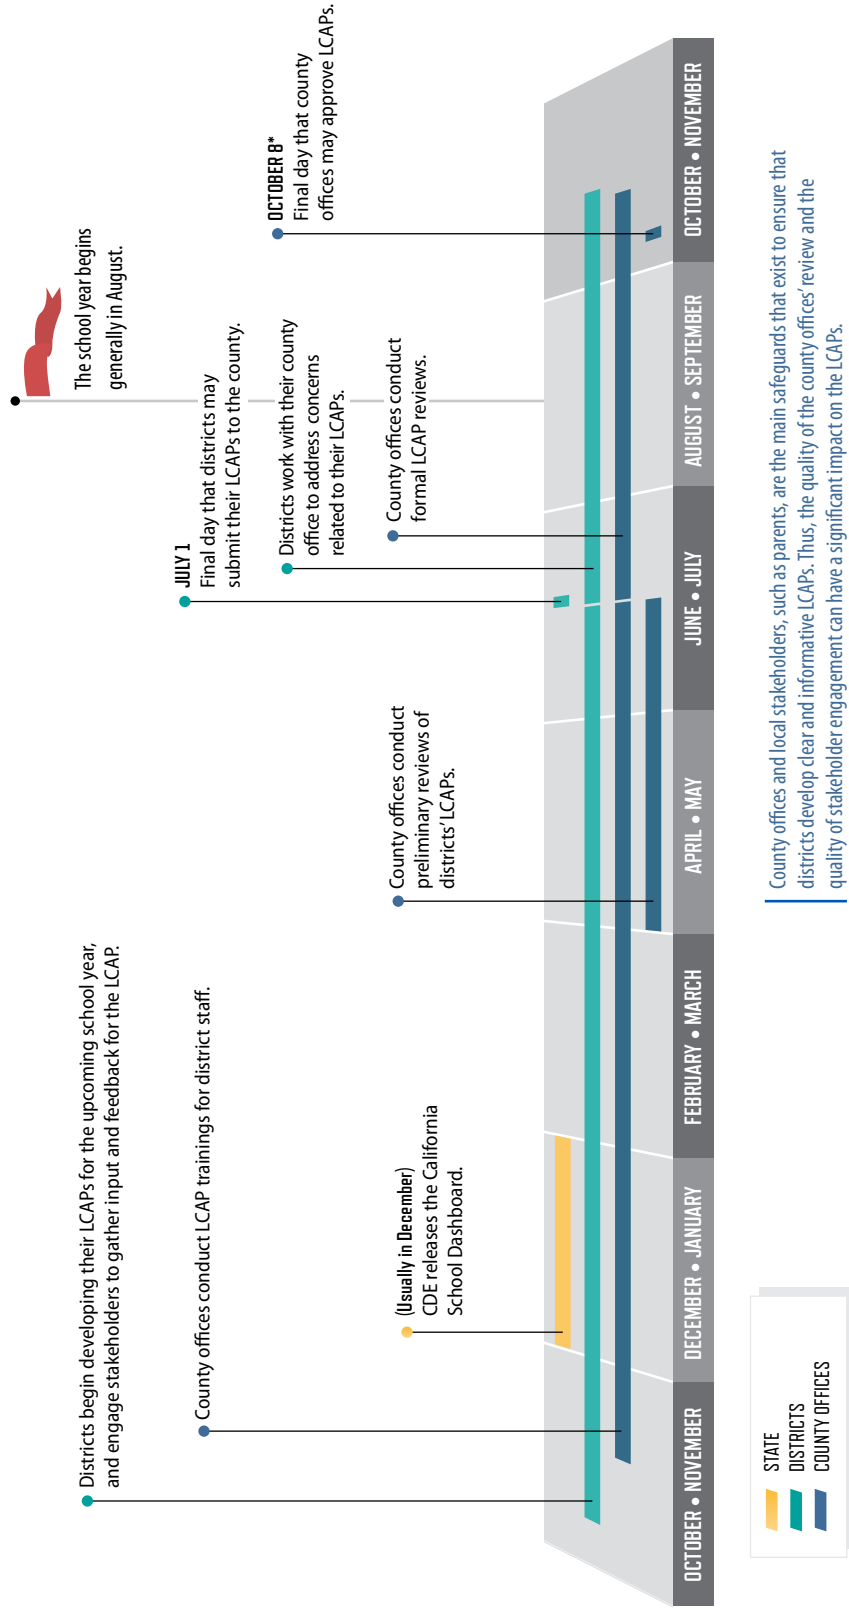 Districts begin developing their LCAPs for the upcoming school year,
and engage stakeholders to gather input and feedback for the LCAP.
County offices conduct LCAP trainings for district staff.
(Usually in December)
CDE releases the California
School Dashboard.
County offices conduct
preliminary reviews of
districts’ LCAPs.
JULY 1
Final day that districts may
submit their LCAPs to the county.
Districts work with their county
office to address concerns
related to their LCAPs.
County offices conduct
formal LCAP reviews.
The school year begins
generally in August.
OCTOBER 8*
Final day that county
offices may approve LCAPs.
OCTOBER • NOVEMBER
DECEMBER • JANUARY
FEBRUARY • MARCH
APRIL • MAY
JUNE • JULY
AUGUST • SEPTEMBER
OCTOBER • NOVEMBER
STATE
DISTRICTS
COUNTY OFFICES
County offices and local stakeholders, such as parents, are the main safeguards that exist to ensure that
districts develop clear and informative LCAPs. Thus, the quality of the county offices’ review and the
quality of stakeholder engagement can have a significant impact on the LCAPs.